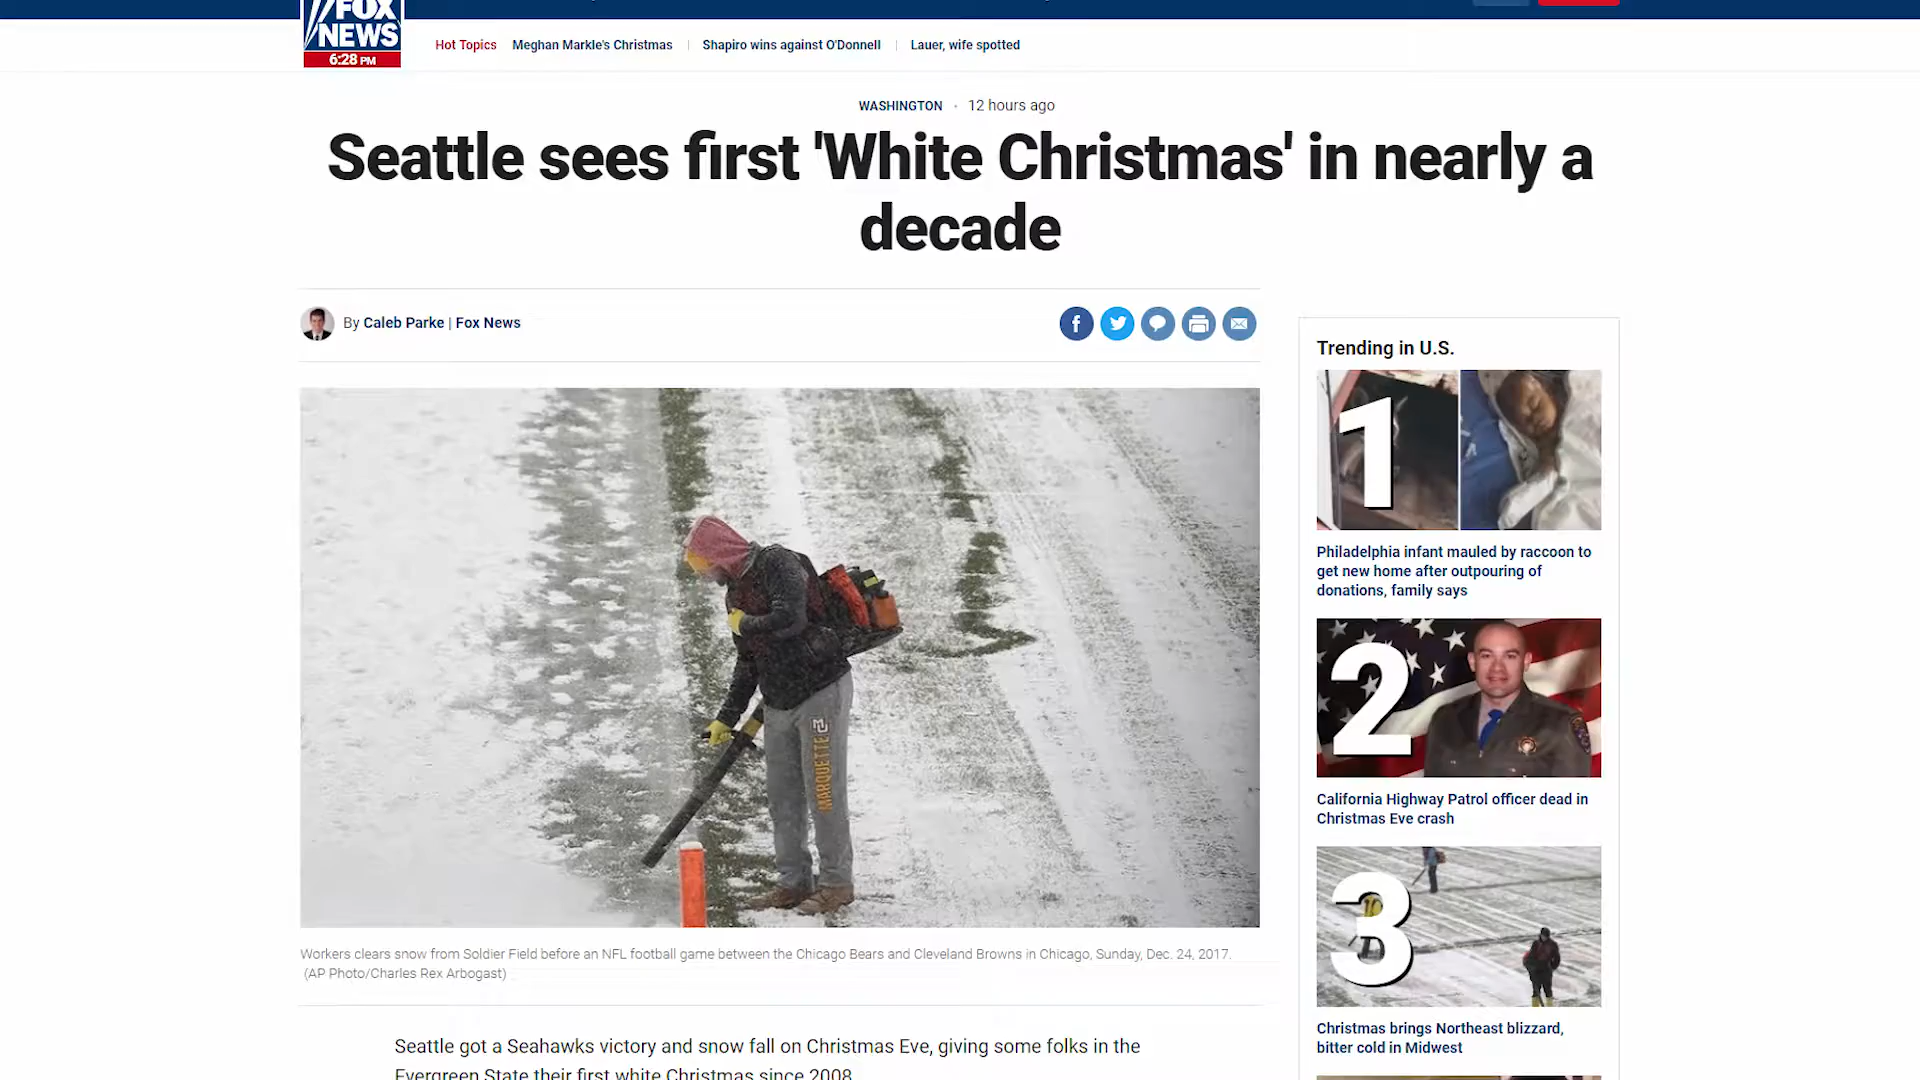 FOX
NEWS
6:28 PM
Hot Topics Meghan Markle's Christmas Shapiro wins against O'Donnell Lauer, wife spotted
WASHINGTON · 12 hours ago
Seattle sees first 'White Christmas' in nearly a
decade
By Caleb Parke | Fox News
Trending in U.S.
1
Philadelphia infant mauled by raccoon to
get new home after outpouring of
donations, family says
2
California Highway Patrol officer dead in
Christmas Eve crash
3
Christmas brings Northeast blizzard,
bitter cold in Midwest
MARQUETTE
Workers clears snow from Soldier Field before an NFL football game between the Chicago Bears and Cleveland Browns in Chicago, Sunday, Dec. 24, 2017.
(AP Photo/Charles Rex Arbogast)
Seattle got a Seahawks victory and snow fall on Christmas Eve, giving some folks in the
Evergreen State their first white Christmas since 2008.